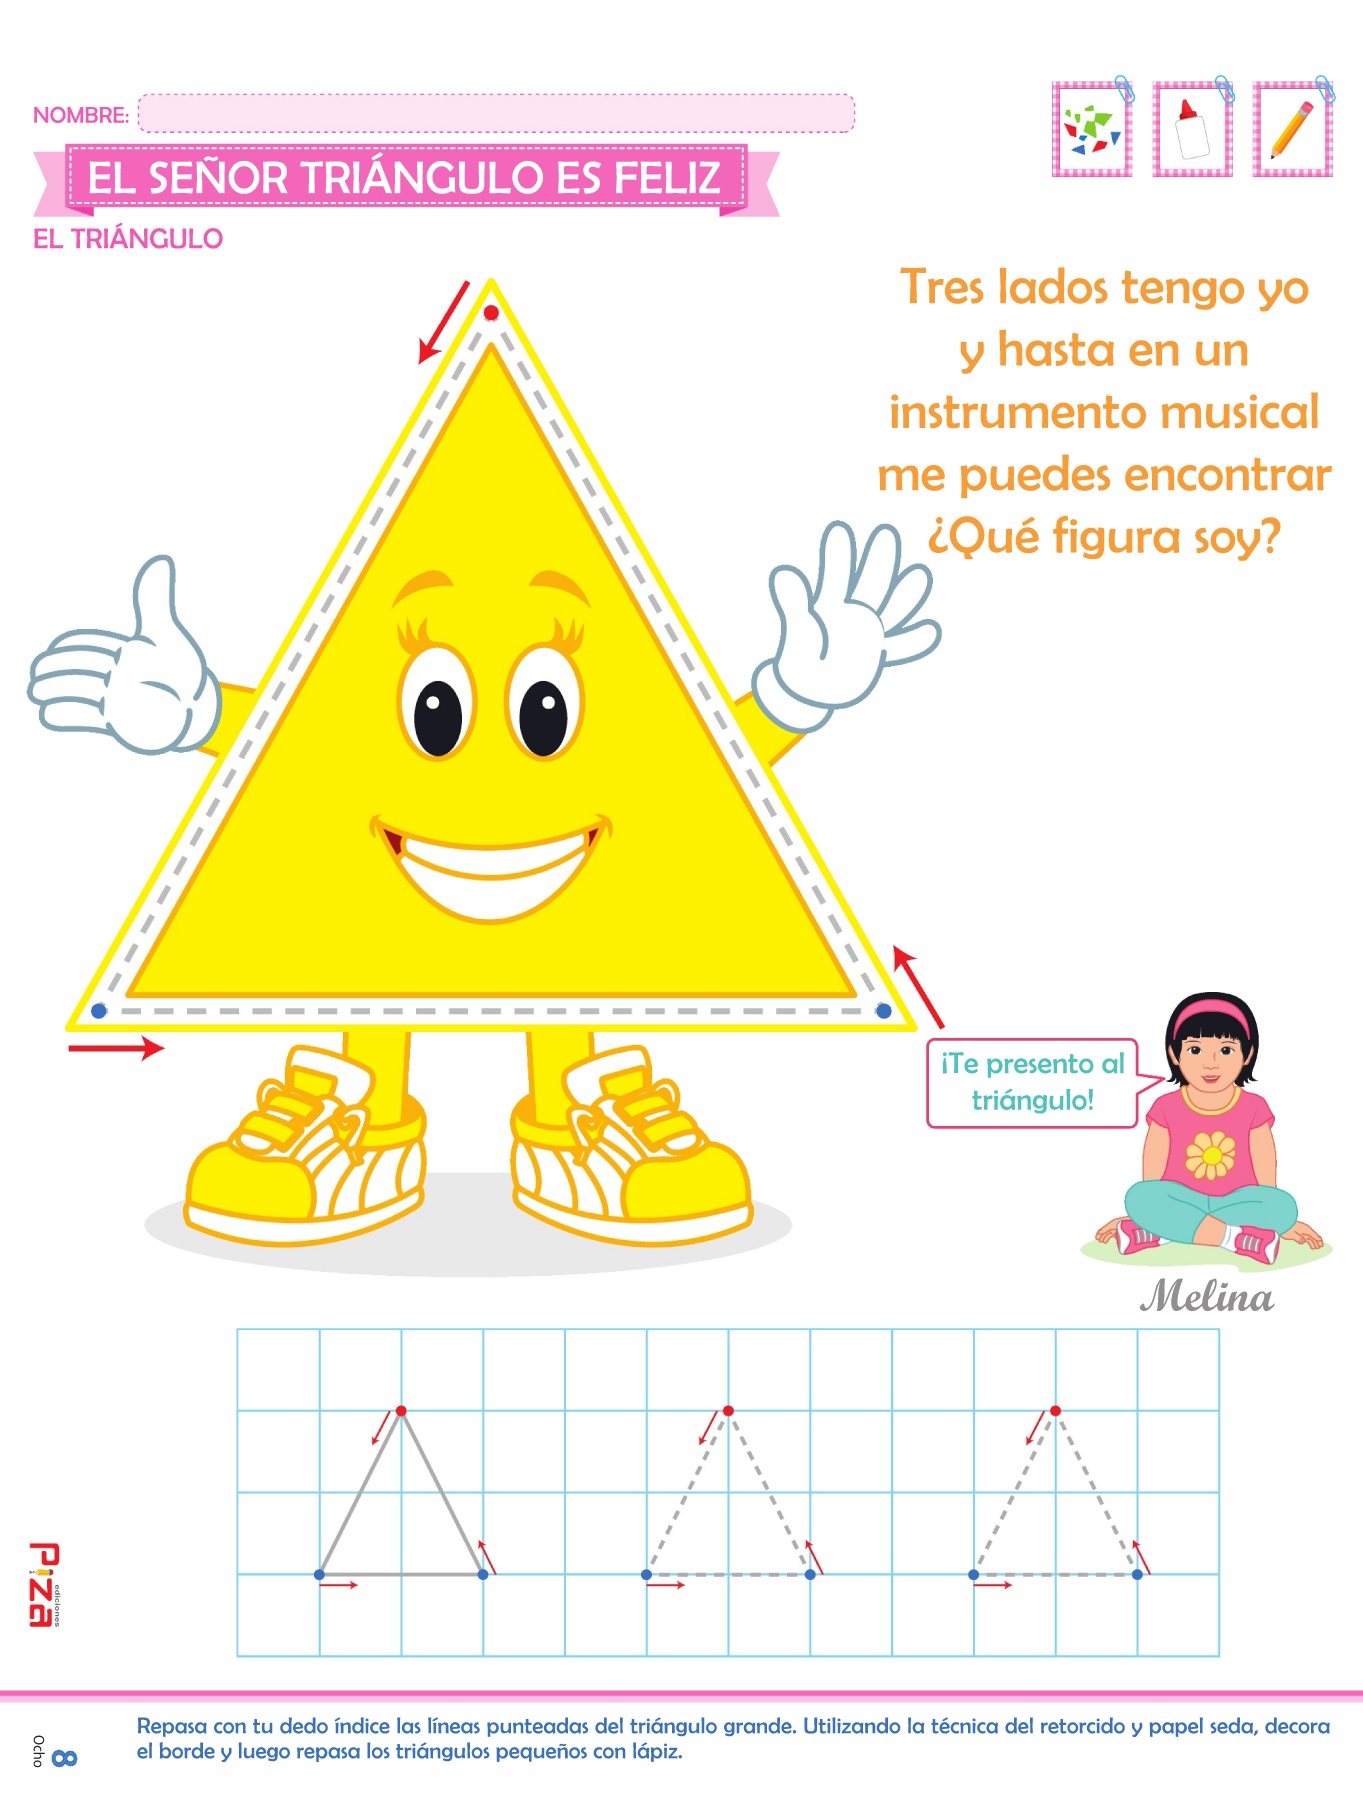 NOMBRE:
EL SEÑOR TRIÁNGULO ES FELIZ
EL TRIÁNGULO
Tres lados tengo yo
y hasta en un
instrumento musical
me puedes encontrar
¿Qué figura soy?
¡Te presento al
triángulo!
Melina
Piza
ediciones
Ocho
8
Repasa con tu dedo índice las líneas punteadas del triángulo grande. Utilizando la técnica del retorcido y papel seda, decora
el borde y luego repasa los triángulos pequeños con lápiz.